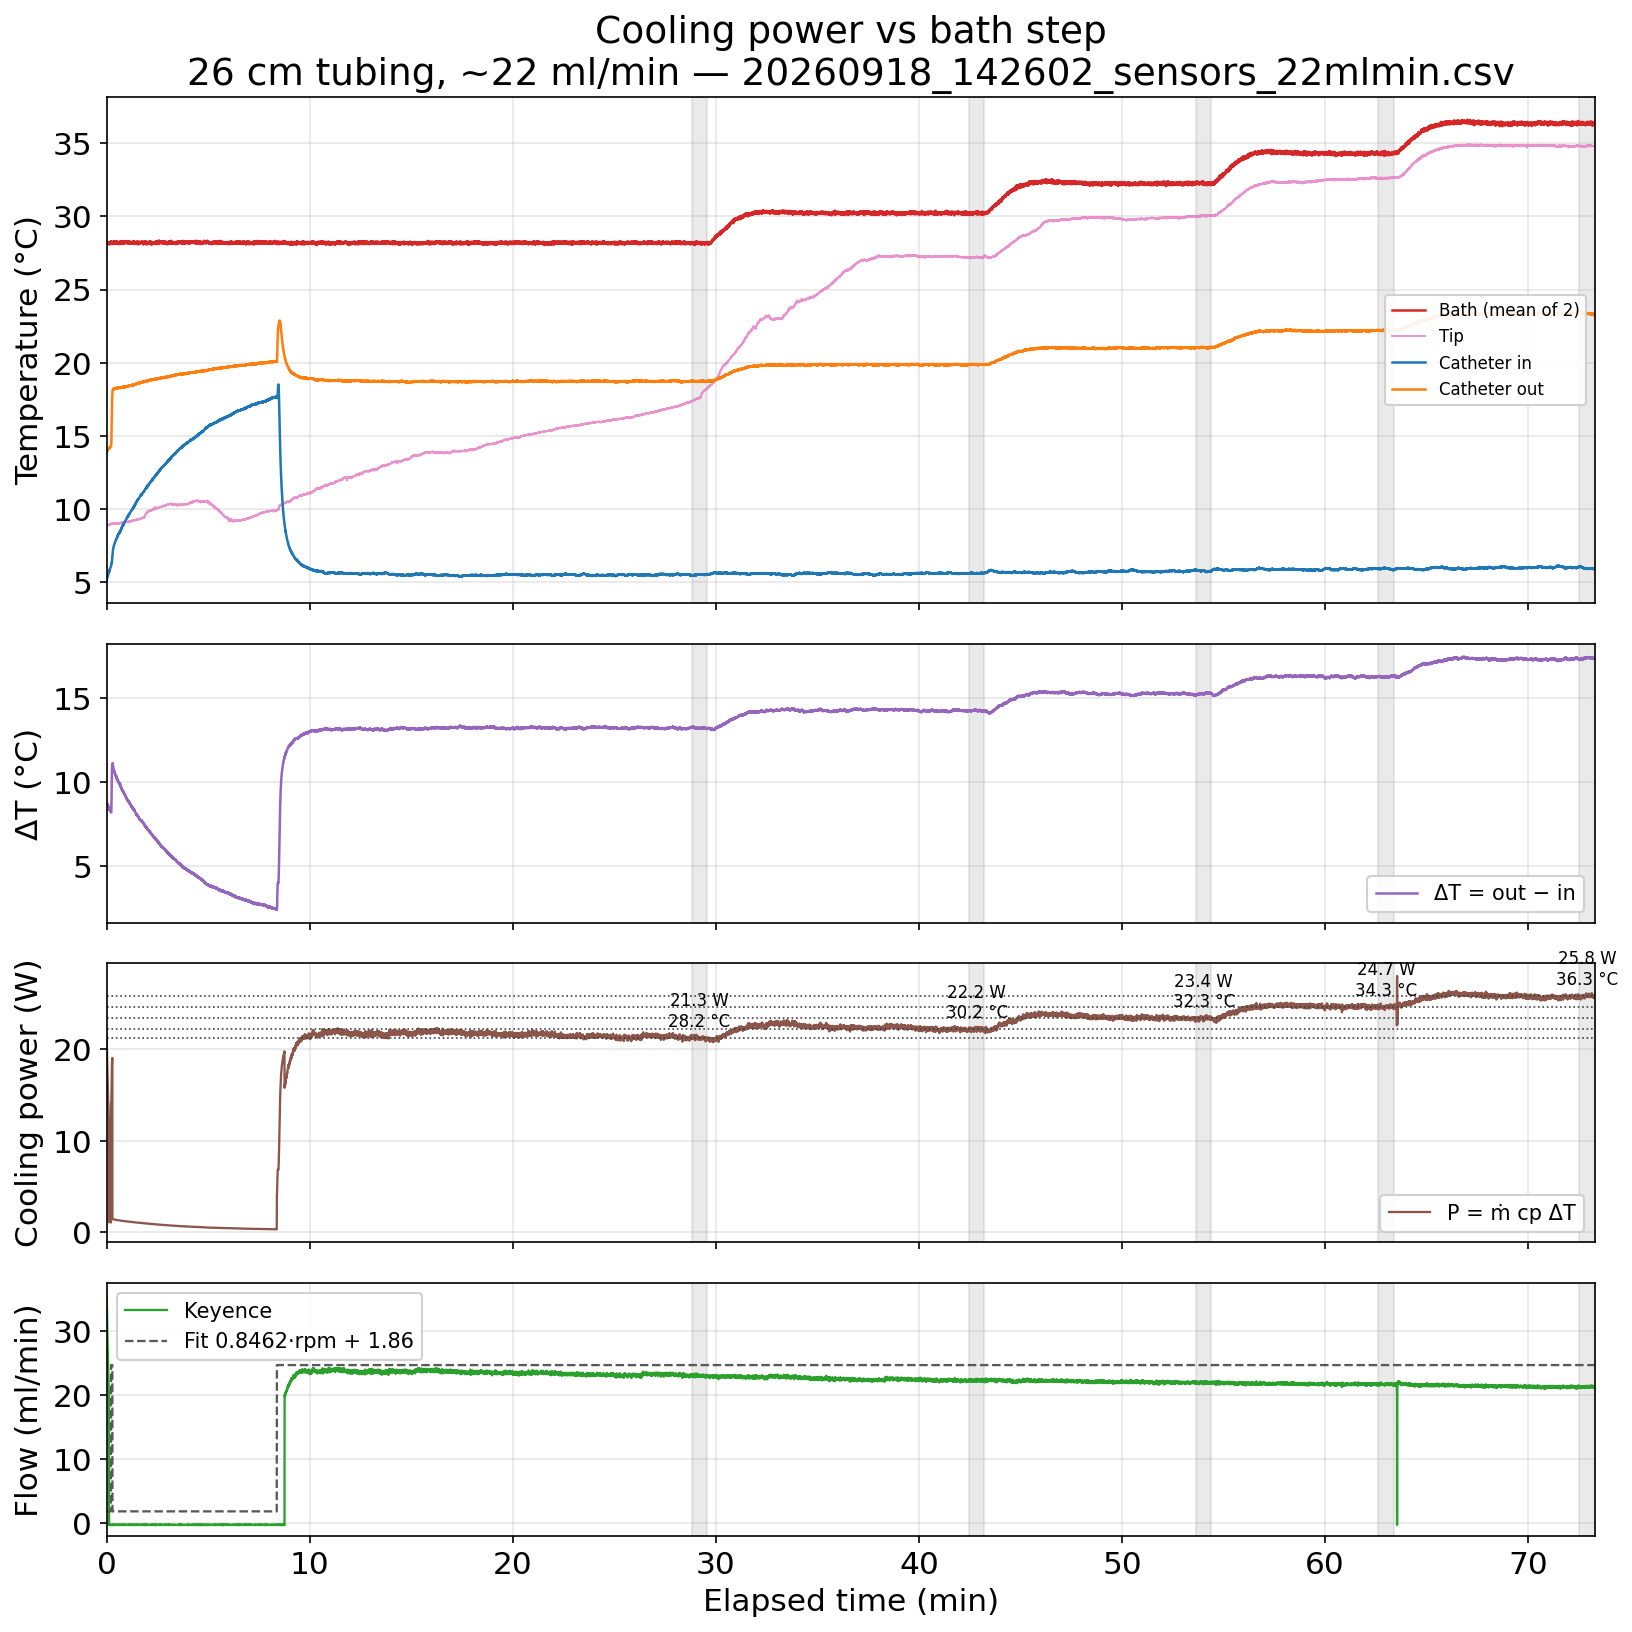 Cooling power vs bath step
26 cm tubing, ~22 ml/min — 20260918_142602_sensors_22mlmin.csv
Temperature (°C)
35
30
25
20
15
10
5
Bath (mean of 2)
Tip
Catheter in
Catheter out
ΔT (°C)
15
10
5
ΔT = out − in
Cooling power (W)
20
10
0
21.3 W
28.2 °C
22.2 W
30.2 °C
23.4 W
32.3 °C
24.7 W
34.3 °C
25.8 W
36.3 °C
P = ṁ cp ΔT
Flow (ml/min)
30
20
10
0
Keyence
Fit 0.8462·rpm + 1.86
0 10 20 30 40 50 60 70
Elapsed time (min)